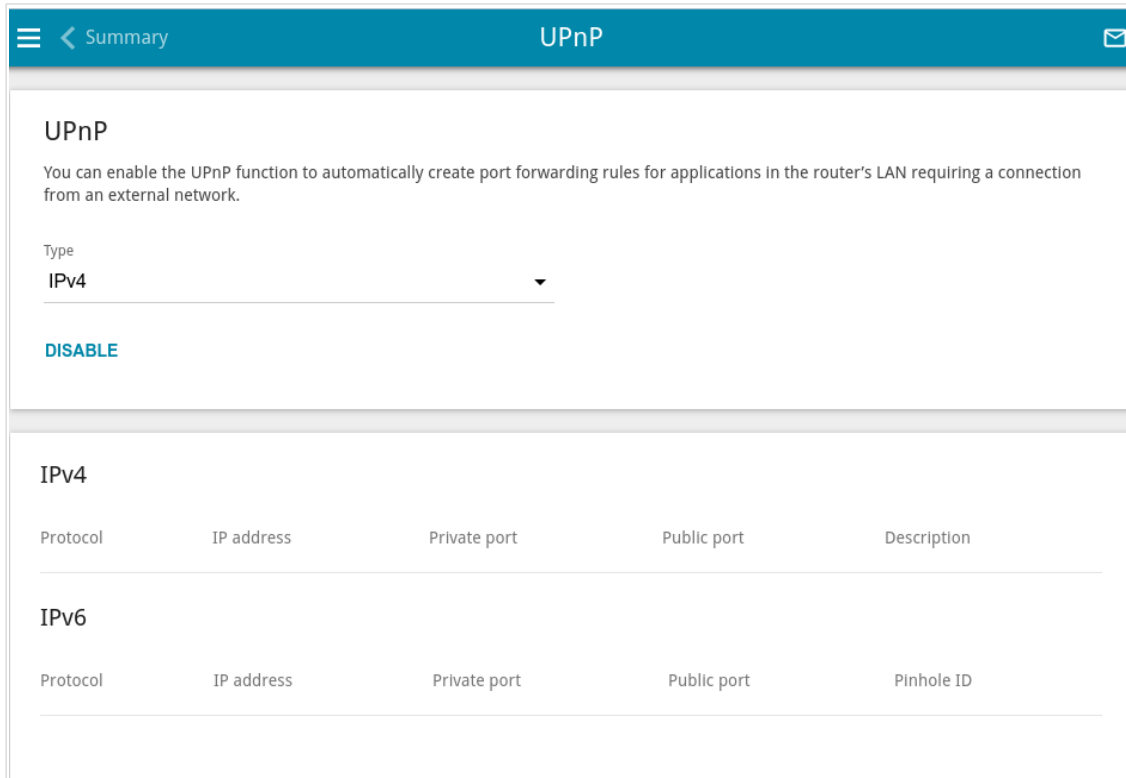 Summary
UPnP
UPnP
You can enable the UPnP function to automatically create port forwarding rules for applications in the router’s LAN requiring a connection
from an external network.
Type
IPv4
DISABLE
IPv4
Protocol IP address Private port Public port Description
IPv6
Protocol IP address Private port Public port Pinhole ID